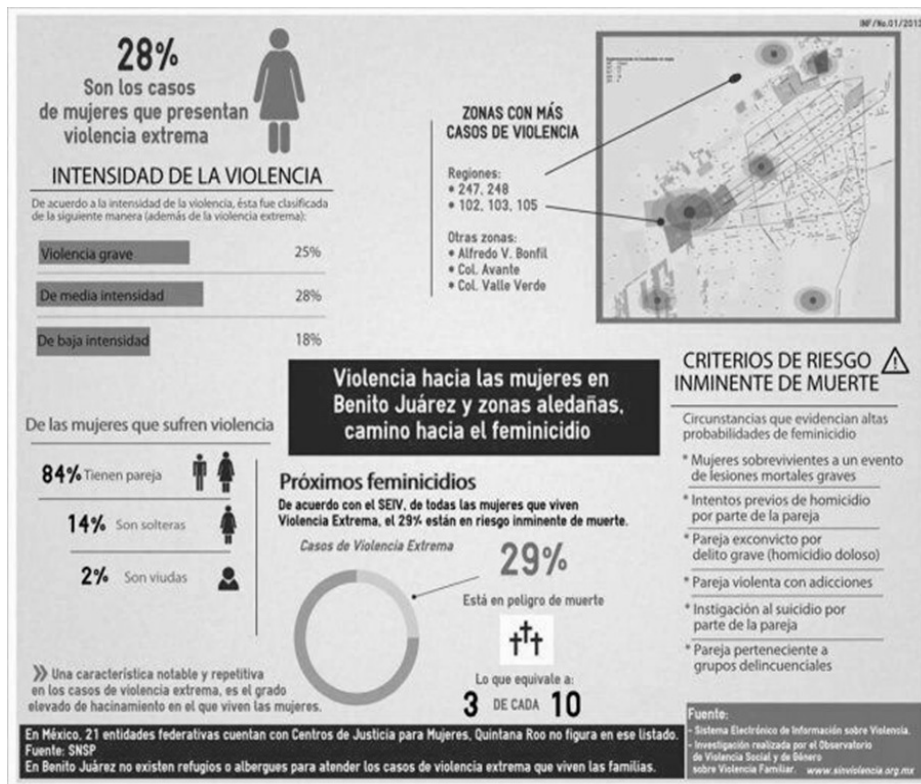 INF/No.01/2013
28%
Son los casos
de mujeres que presentan
violencia extrema
INTENSIDAD DE LA VIOLENCIA
De acuerdo a la intensidad de la violencia, ésta fue clasificada
de la siguiente manera (además de la violencia extrema):
Violencia grave 25%
De media intensidad 28%
De baja intensidad 18%
ZONAS CON MÁS
CASOS DE VIOLENCIA
Regiones:
• 247, 248
• 102, 103, 105
Otras zonas:
• Alfredo V. Bonfil
• Col. Avante
• Col. Valle Verde
Violencia hacia las mujeres en
Benito Juárez y zonas aledañas,
camino hacia el feminicidio
De las mujeres que sufren violencia
84% Tienen pareja
14% Son solteras
2% Son viudas
Una característica notable y repetitiva
en los casos de violencia extrema, es el grado
elevado de hacinamiento en el que viven las mujeres.
Próximos feminicidios
De acuerdo con el SEIV, de todas las mujeres que viven
Violencia Extrema, el 29% están en riesgo inminente de muerte.
Casos de Violencia Extrema
29%
Está en peligro de muerte
Lo que equivale a:
3 DE CADA 10
CRITERIOS DE RIESGO
INMINENTE DE MUERTE
Circunstancias que evidencian altas
probabilidades de feminicidio
* Mujeres sobrevivientes a un evento
de lesiones mortales graves
* Intentos previos de homicidio
por parte de la pareja
* Pareja exconvicto por
delito grave (homicidio doloso)
* Pareja violenta con adicciones
* Instigación al suicidio por
parte de la pareja
* Pareja perteneciente a
grupos delincuenciales
En México, 21 entidades federativas cuentan con Centros de Justicia para Mujeres, Quintana Roo no figura en ese listado.
Fuente: SNSP
En Benito Juárez no existen refugios o albergues para atender los casos de violencia extrema que viven las familias.
Fuente:
- Sistema Electrónico de Información sobre Violencia.
- Investigación realizada por el Observatorio
de Violencia Social y de Género
sobre Violencia Familiar. www.sinviolencia.org.mx